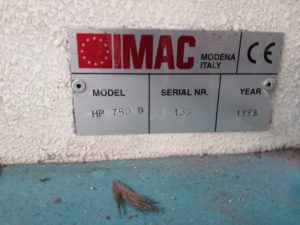 IMAC
MODENA
ITALY
CE
MODEL
SERIAL NR.
YEAR
HP 750 D